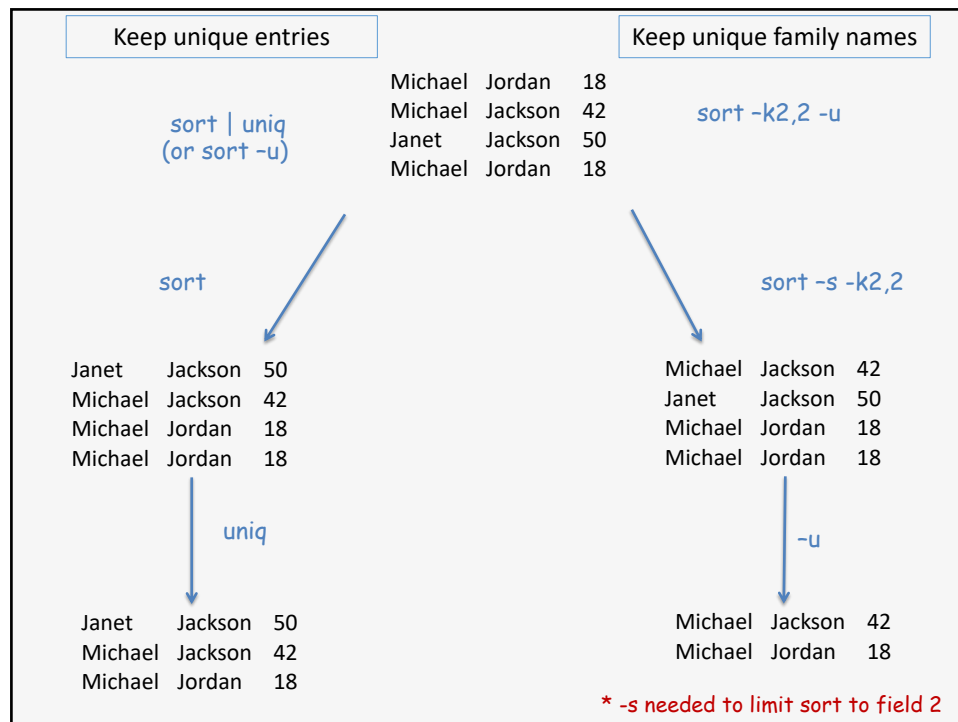 Keep unique entries
Keep unique family names
Michael Jordan 18
Michael Jackson 42
Janet Jackson 50
Michael Jordan 18
sort | uniq
(or sort –u)
sort –k2,2 -u
sort
sort –s -k2,2
Janet Jackson 50
Michael Jackson 42
Michael Jordan 18
Michael Jordan 18
Michael Jackson 42
Janet Jackson 50
Michael Jordan 18
Michael Jordan 18
uniq
–u
Janet Jackson 50
Michael Jackson 42
Michael Jordan 18
Michael Jackson 42
Michael Jordan 18
* -s needed to limit sort to field 2